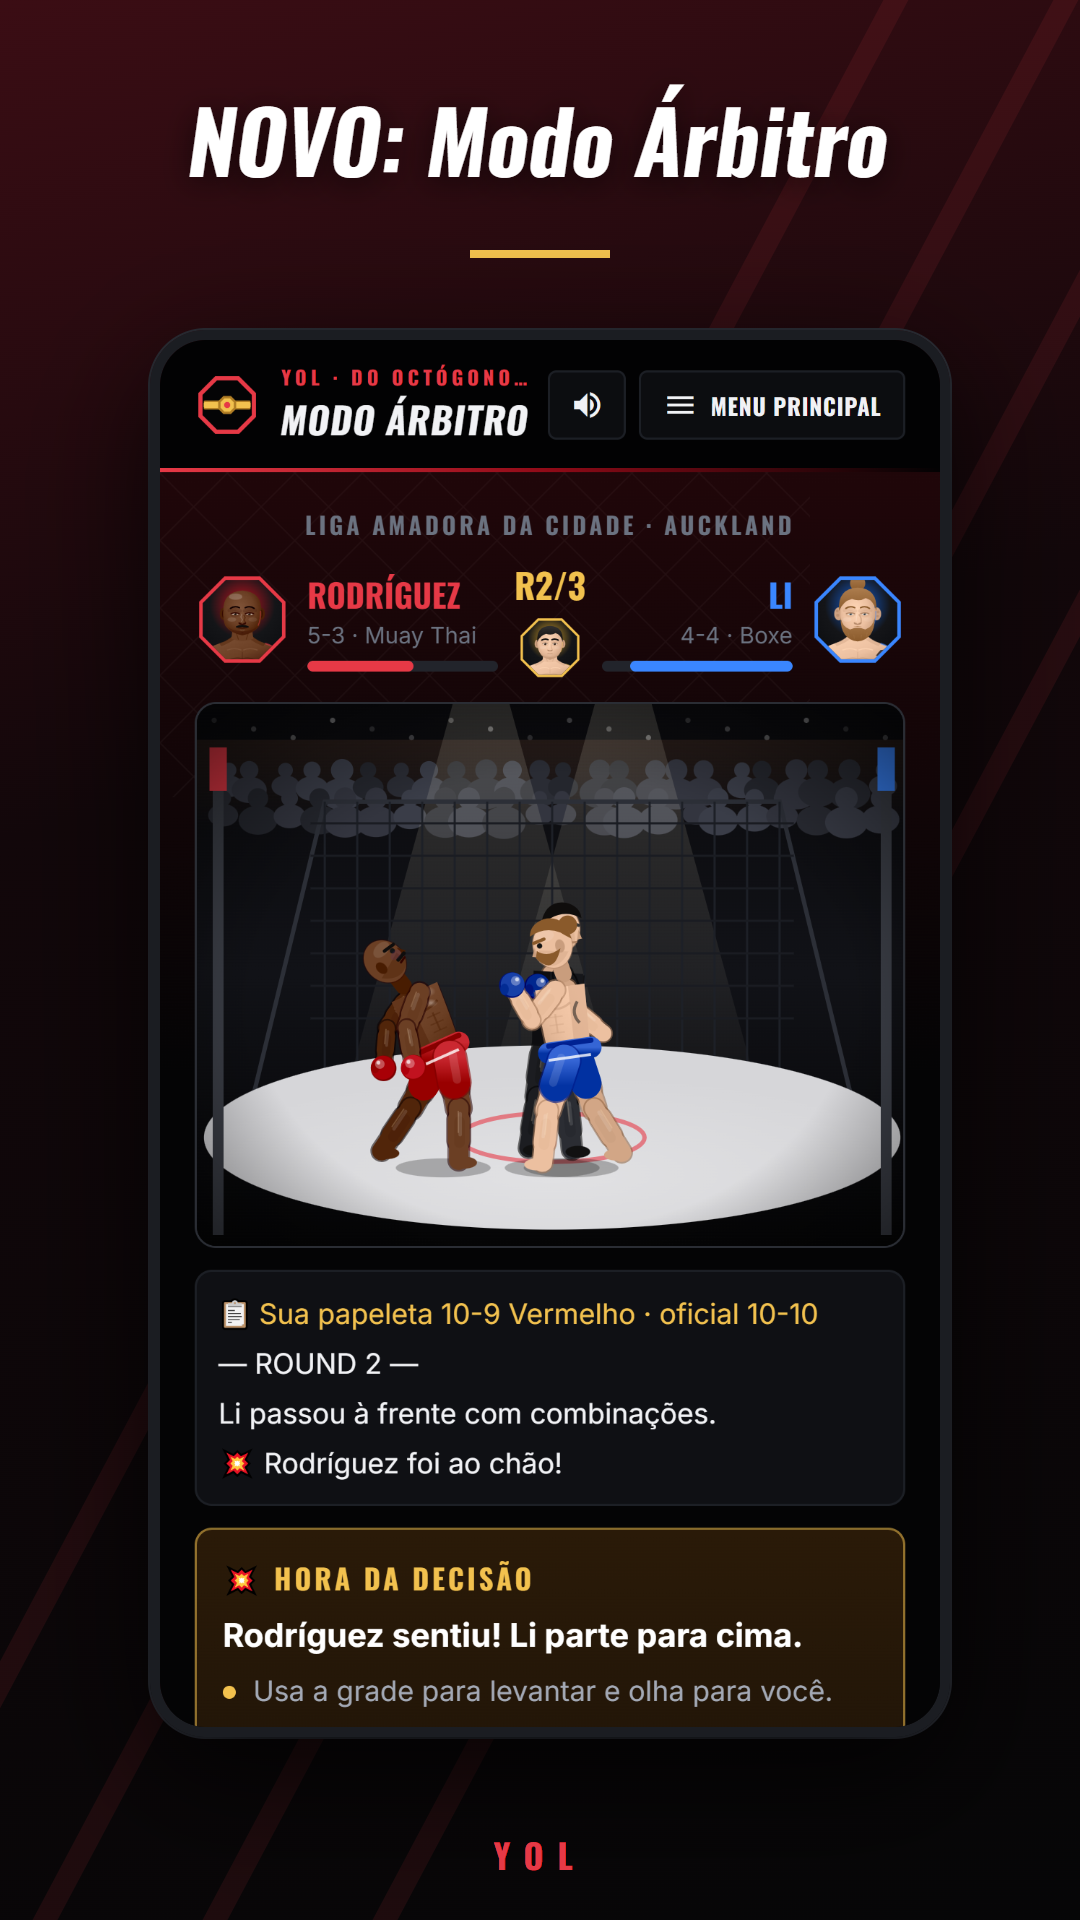 NOVO: Modo Árbitro
YOL · DO OCTÓGONO…
MODO ÁRBITRO
MENU PRINCIPAL
LIGA AMADORA DA CIDADE · AUCKLAND
RODRÍGUEZ
5-3 · Muay Thai
R2/3
LI
4-4 · Boxe
📋 Sua papeleta 10-9 Vermelho · oficial 10-10
— ROUND 2 —
Li passou à frente com combinações.
💥 Rodríguez foi ao chão!
💥 HORA DA DECISÃO
Rodríguez sentiu! Li parte para cima.
• Usa a grade para levantar e olha para você.
YOL